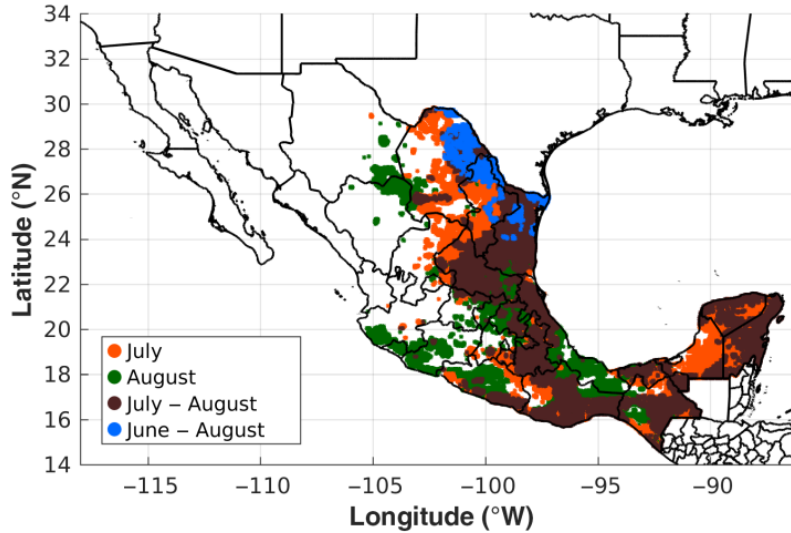 34
32
30
28
26
24
22
20
18
16
14
Latitude (°N)
July
August
July – August
June – August
−115
−110
−105
−100
−95
−90
Longitude (°W)